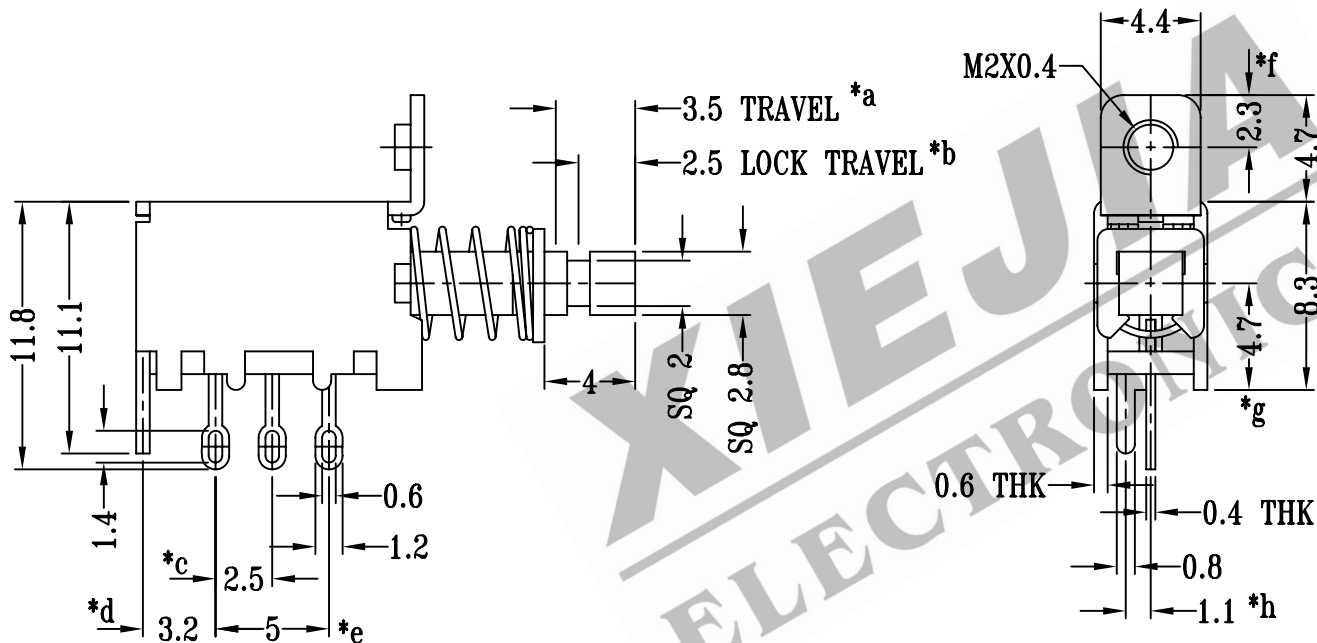 4.4
M2X0.4
*f
3.5 TRAVEL *a
2.3
4.7
2.5 LOCK TRAVEL *b
11.8
11.1
8.3
4.7
4
SQ 2
SQ 2.8
*g
1.4
0.6
0.6 THK
0.4 THK
1.2
*c
2.5
0.8
*d
3.2
5
*e
1.1 *h
XIEJIA
ELECTRONIC